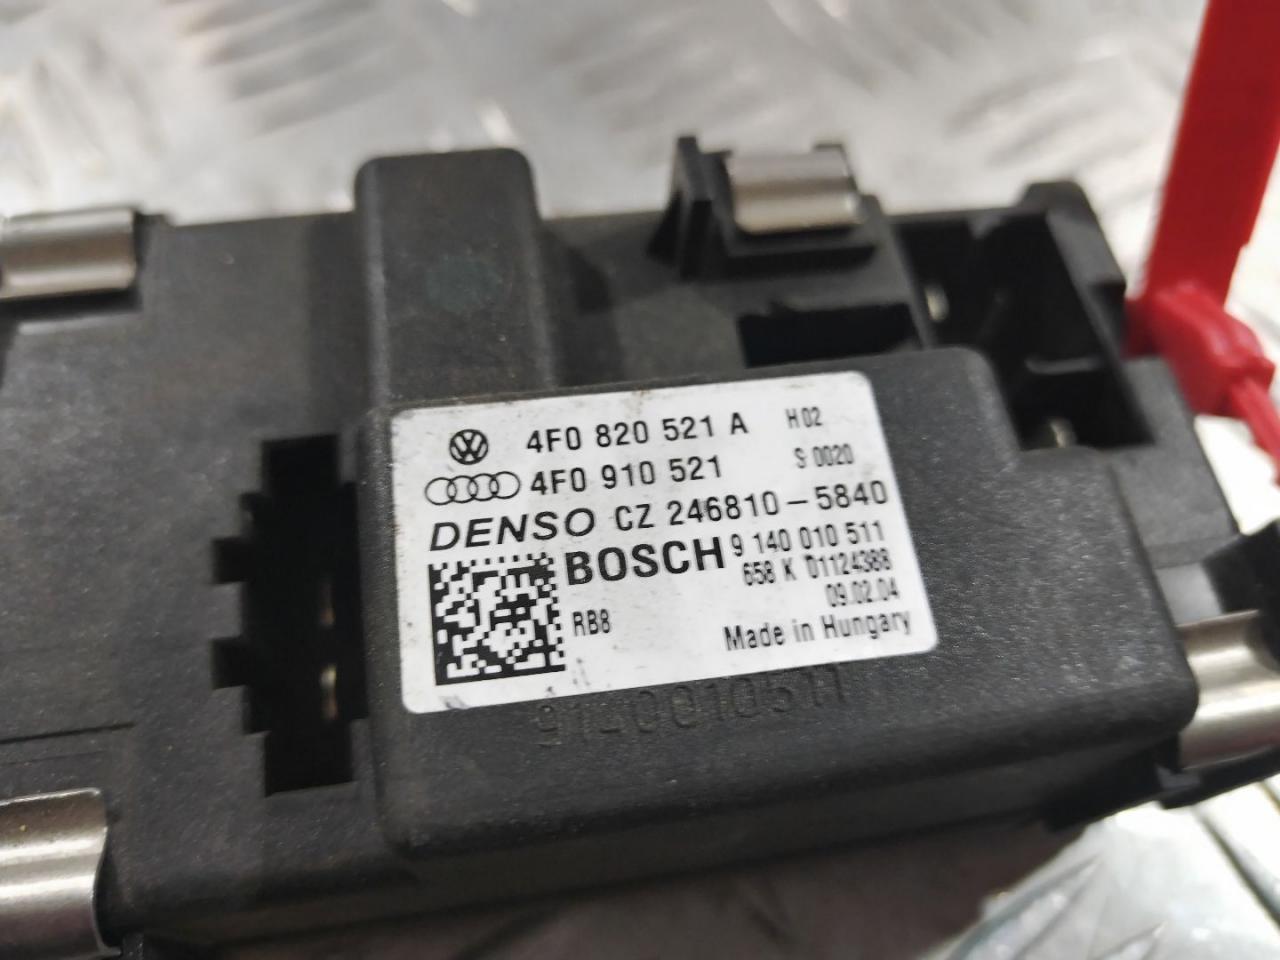 4F0 820 521 A H02
4F0 910 521 S 0020
DENSO CZ 246810-5840
BOSCH 9 140 010 511
658 K 01124388
09.02.04
RB8
Made in Hungary
9140010511